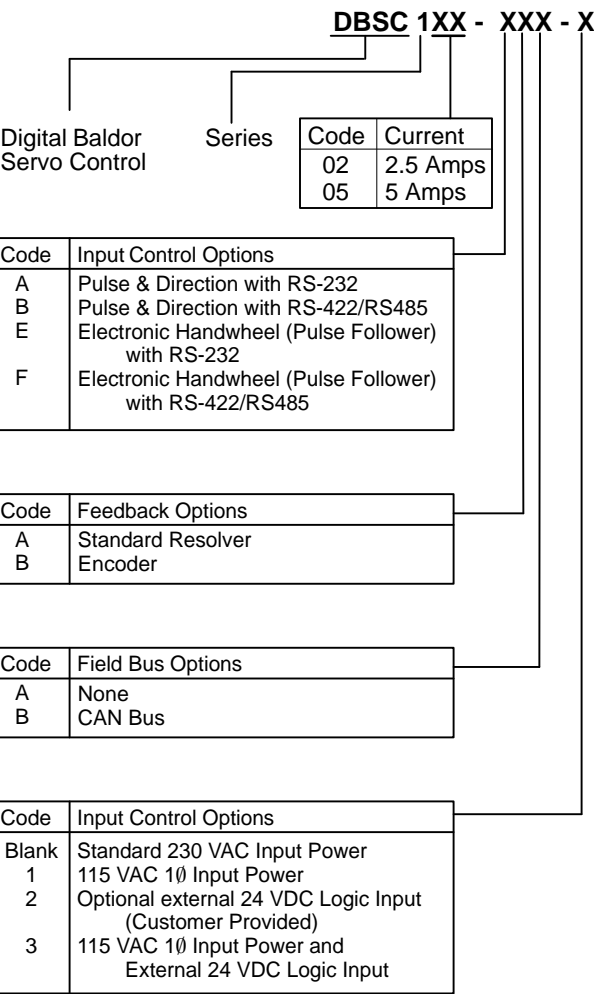 DBSC 1XX - XXX - X
Digital Baldor
Servo Control
Series
Code Current
02 2.5 Amps
05 5 Amps
Code Input Control Options
A Pulse & Direction with RS-232
B Pulse & Direction with RS-422/RS485
E Electronic Handwheel (Pulse Follower)
with RS-232
F Electronic Handwheel (Pulse Follower)
with RS-422/RS485
Code Feedback Options
A Standard Resolver
B Encoder
Code Field Bus Options
A None
B CAN Bus
Code Input Control Options
Blank Standard 230 VAC Input Power
1 115 VAC 1Ø Input Power
2 Optional external 24 VDC Logic Input
(Customer Provided)
3 115 VAC 1Ø Input Power and
External 24 VDC Logic Input